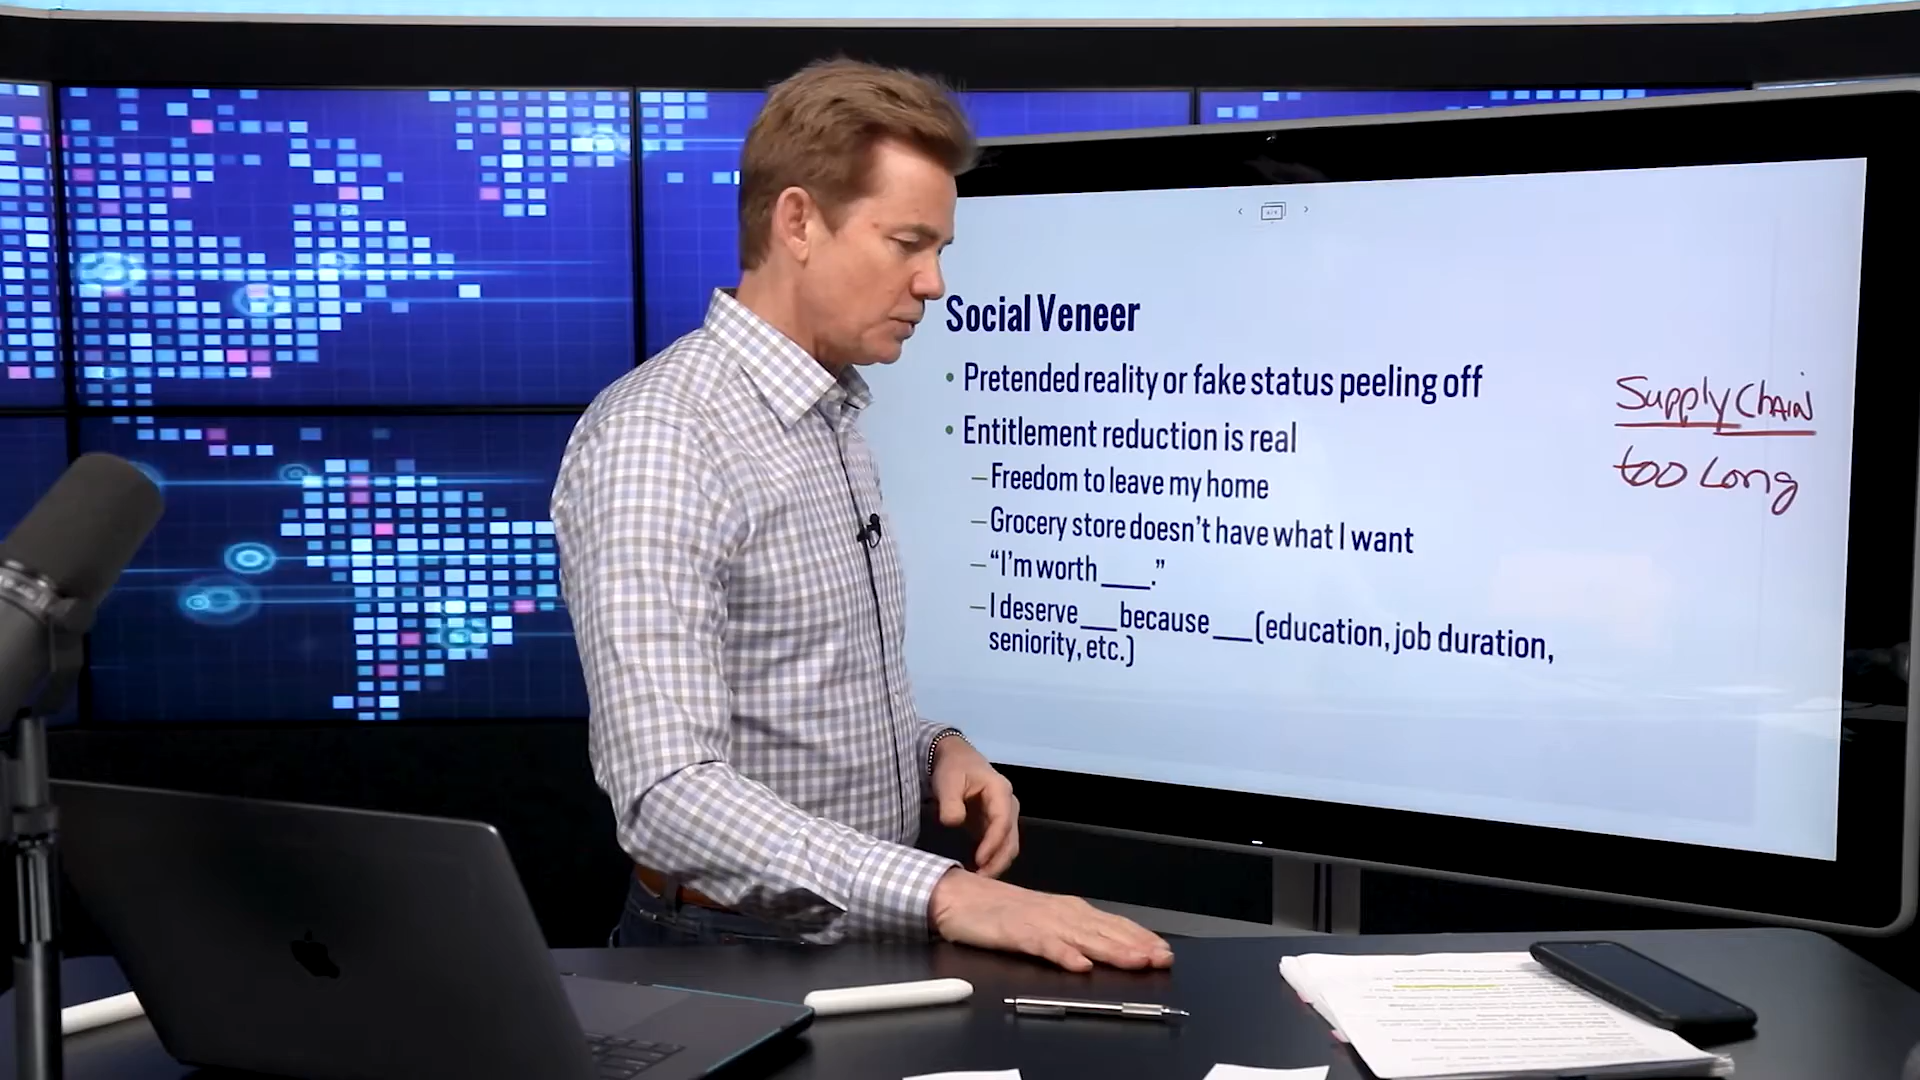 Social Veneer
• Pretended reality or fake status peeling off
• Entitlement reduction is real
– Freedom to leave my home
– Grocery store doesn't have what I want
– “I'm worth ____.”
– I deserve ___ because ___ (education, job duration,
seniority, etc.)
Supply Chain
too Long